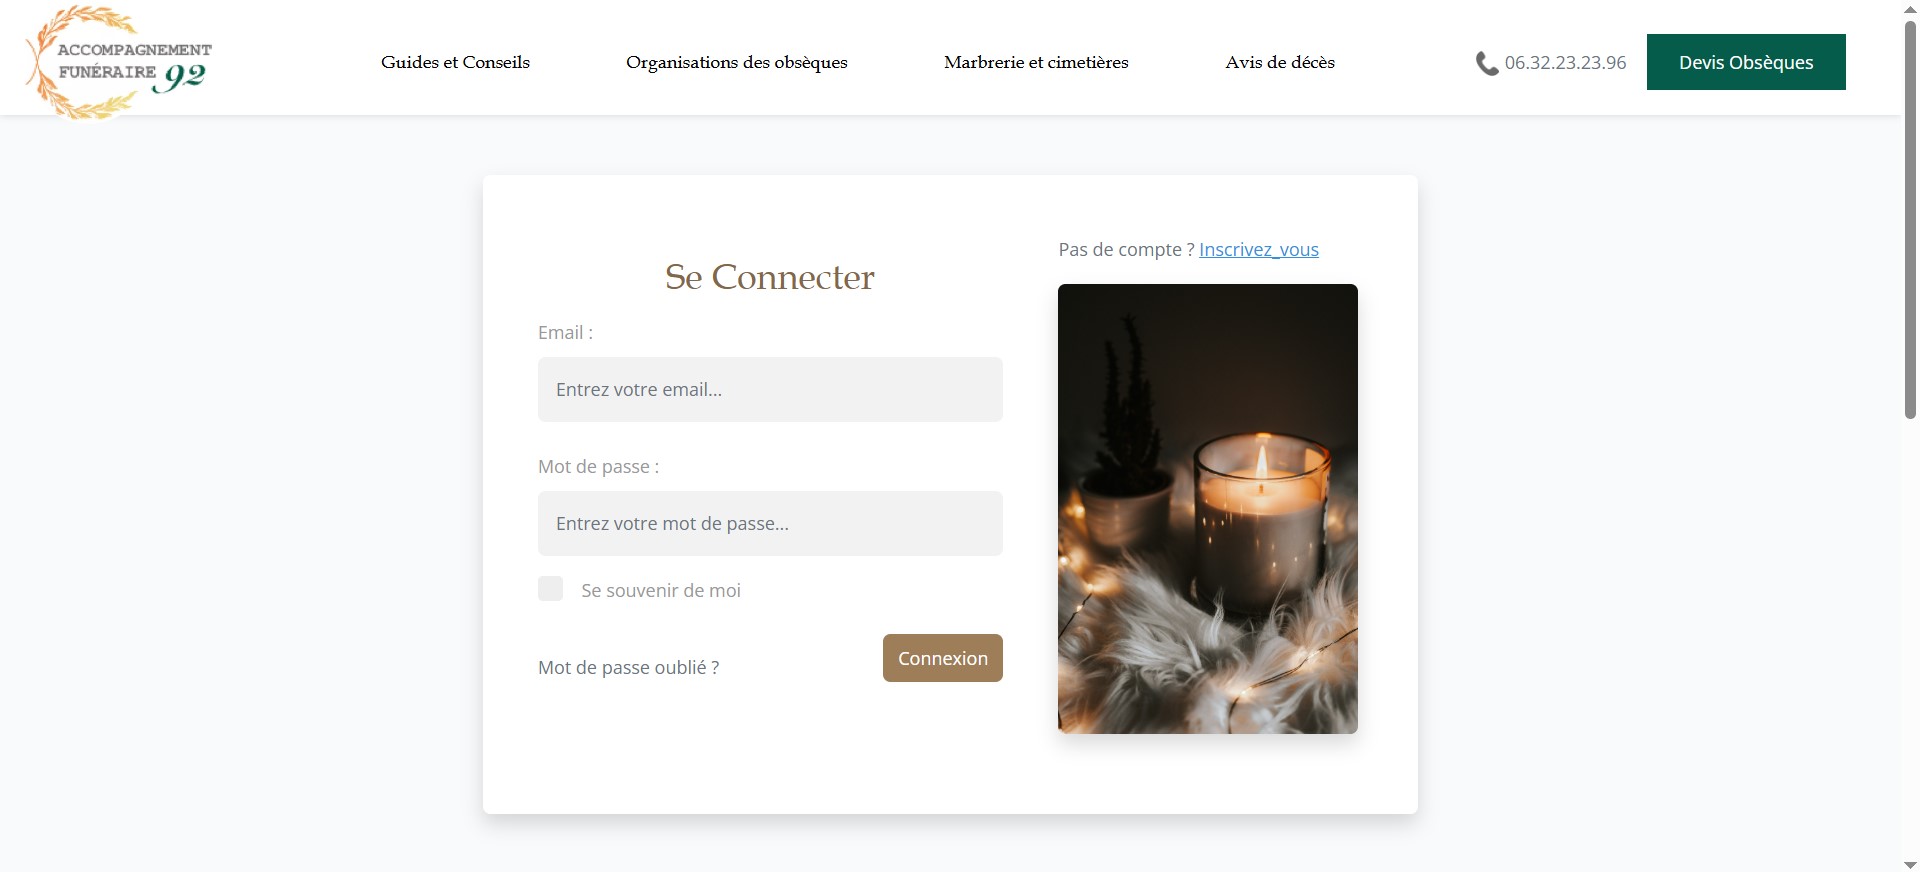 ACCOMPAGNEMENT
FUNÉRAIRE 92
Guides et Conseils
Organisations des obsèques
Marbrerie et cimetières
Avis de décès
06.32.23.23.96
Devis Obsèques
Pas de compte ? Inscrivez_vous
Se Connecter
Email :
Entrez votre email...
Mot de passe :
Entrez votre mot de passe...
Se souvenir de moi
Mot de passe oublié ?
Connexion